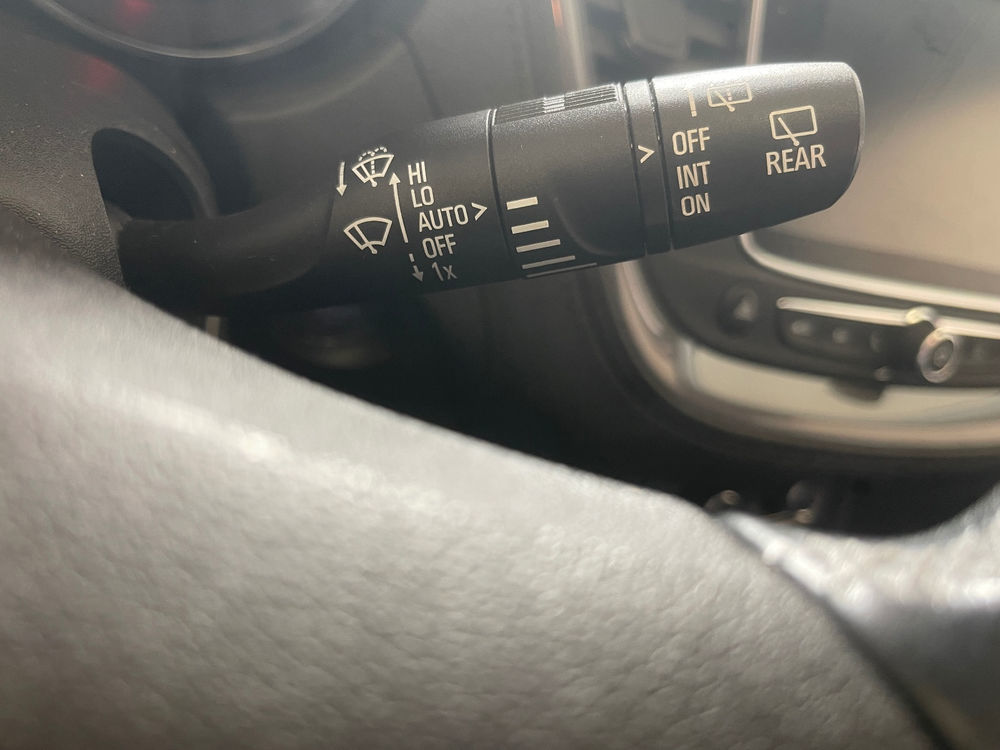 HI
LO
AUTO >
OFF
1x
>
OFF
INT
ON
REAR